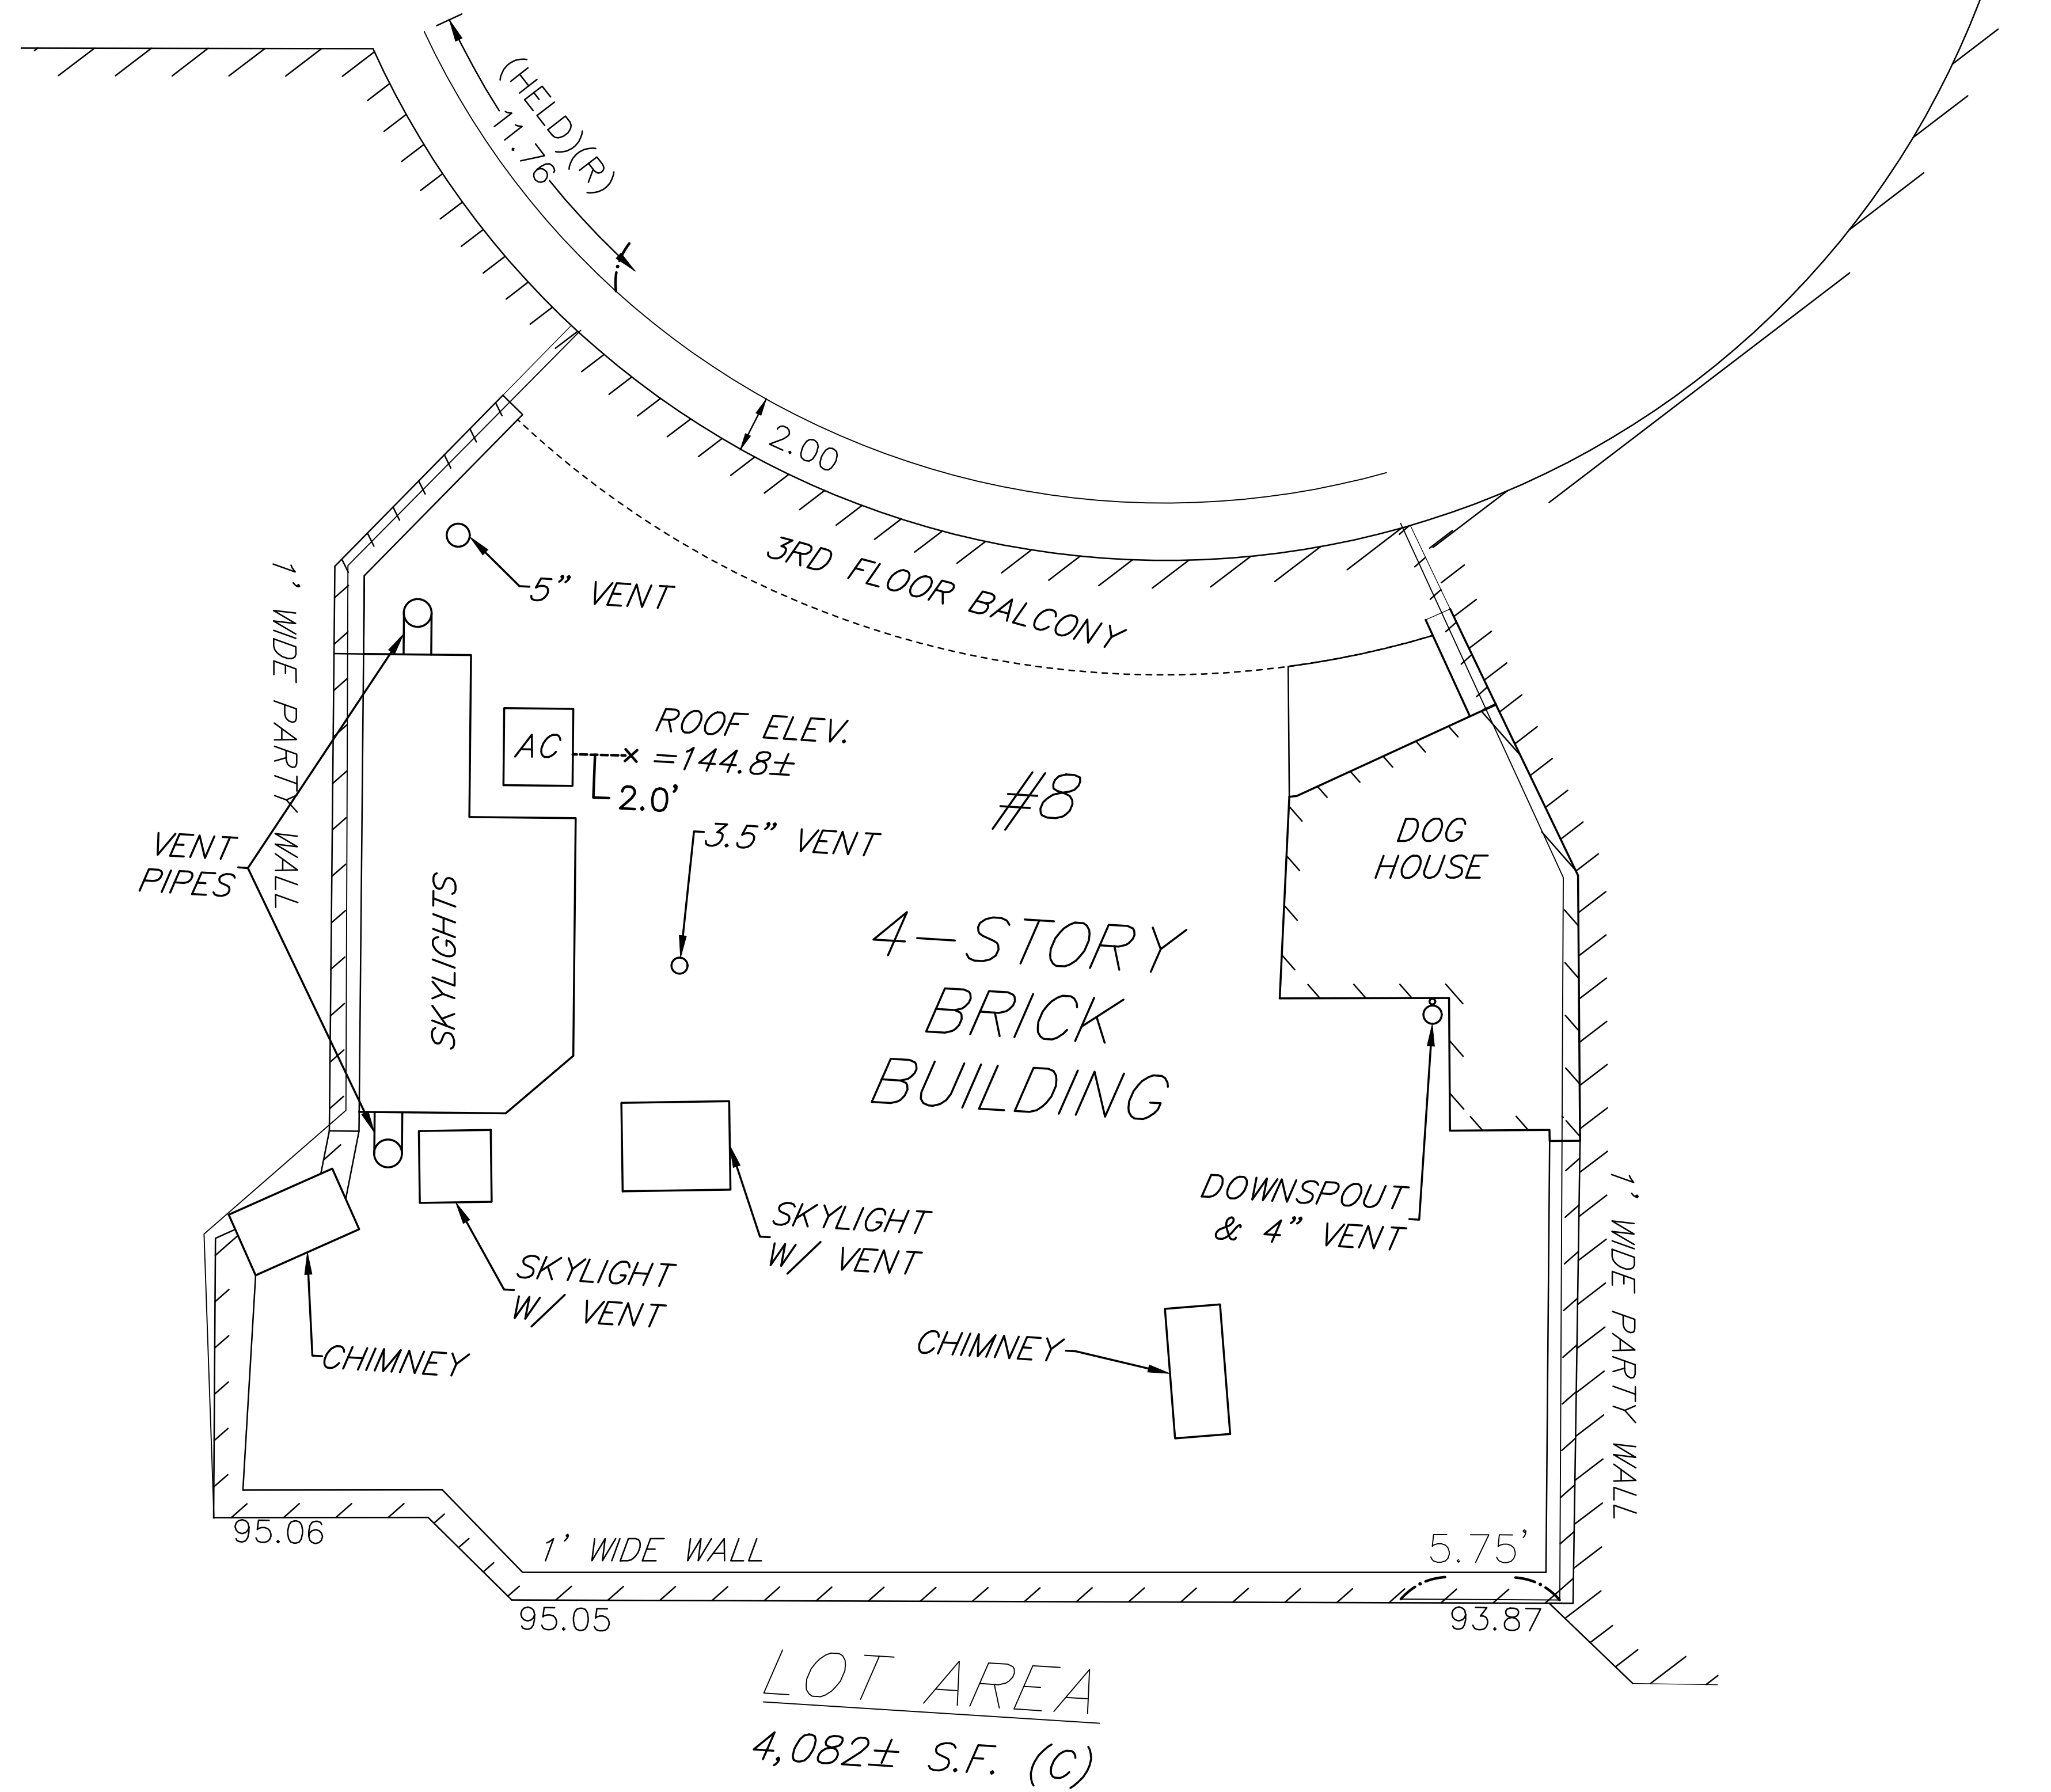 (HELD)(R)
11.76
2.00
3RD FLOOR BALCONY
5" VENT
1' WIDE PARTY WALL
AC
ROOF ELEV.
=144.8±
2.0'
#8
3.5" VENT
DOG
HOUSE
VENT
PIPES
SKYLIGHTS
4-STORY
BRICK
BUILDING
DOWNSPOUT
& 4" VENT
1' WIDE PARTY WALL
SKYLIGHT
W/ VENT
SKYLIGHT
W/ VENT
CHIMNEY
CHIMNEY
95.06
1' WIDE WALL
5.75'
95.05
93.87
LOT AREA
4,082± S.F. (C)